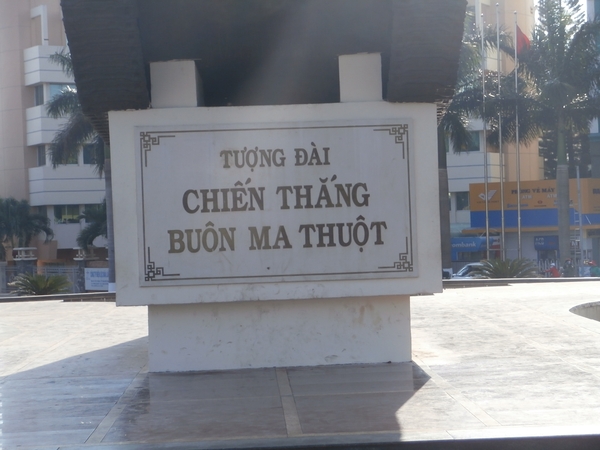 TƯỢNG ĐÀI
CHIẾN THẮNG
BUÔN MA THUỘT